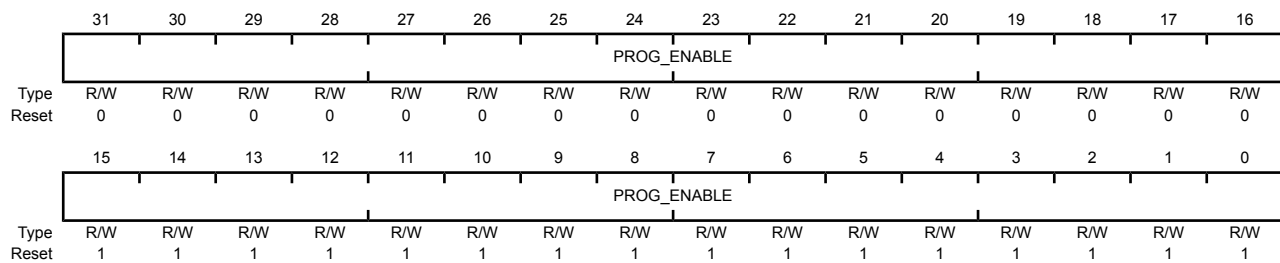 31 30 29 28 27 26 25 24 23 22 21 20 19 18 17 16
PROG_ENABLE
Type R/W R/W R/W R/W R/W R/W R/W R/W R/W R/W R/W R/W R/W R/W R/W R/W
Reset 0 0 0 0 0 0 0 0 0 0 0 0 0 0 0 0
15 14 13 12 11 10 9 8 7 6 5 4 3 2 1 0
PROG_ENABLE
Type R/W R/W R/W R/W R/W R/W R/W R/W R/W R/W R/W R/W R/W R/W R/W R/W
Reset 1 1 1 1 1 1 1 1 1 1 1 1 1 1 1 1